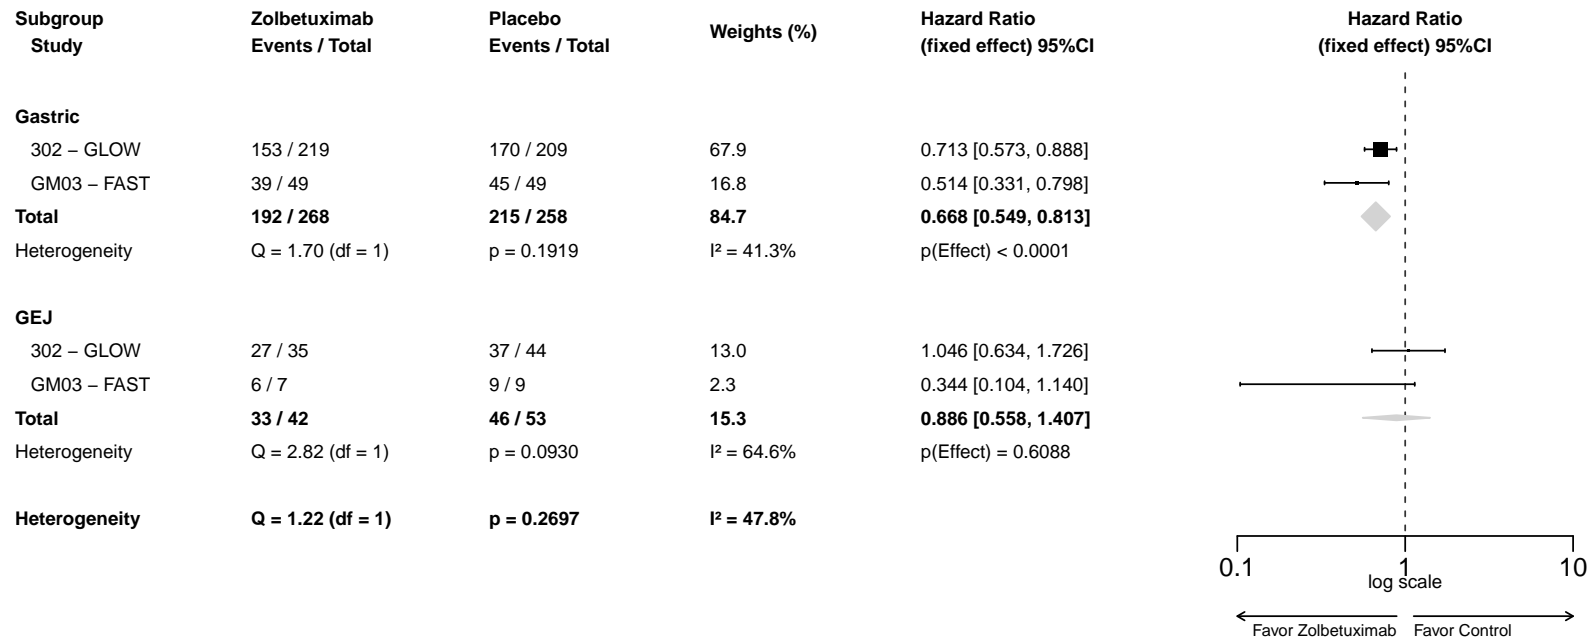 Subgroup Zolbetuximab Placebo Weights (%) Hazard Ratio Hazard Ratio
Study Events / Total Events / Total (fixed effect) 95%CI (fixed effect) 95%CI
Gastric
302 − GLOW 153 / 219 170 / 209 67.9 0.713 [0.573, 0.888]
GM03 − FAST 39 / 49 45 / 49 16.8 0.514 [0.331, 0.798]
Total 192 / 268 215 / 258 84.7 0.668 [0.549, 0.813]
Heterogeneity Q = 1.70 (df = 1) p = 0.1919 I² = 41.3% p(Effect) < 0.0001
GEJ
302 − GLOW 27 / 35 37 / 44 13.0 1.046 [0.634, 1.726]
GM03 − FAST 6 / 7 9 / 9 2.3 0.344 [0.104, 1.140]
Total 33 / 42 46 / 53 15.3 0.886 [0.558, 1.407]
Heterogeneity Q = 2.82 (df = 1) p = 0.0930 I² = 64.6% p(Effect) = 0.6088
Heterogeneity Q = 1.22 (df = 1) p = 0.2697 I² = 47.8%
0.1 1 10
log scale
Favor Zolbetuximab Favor Control